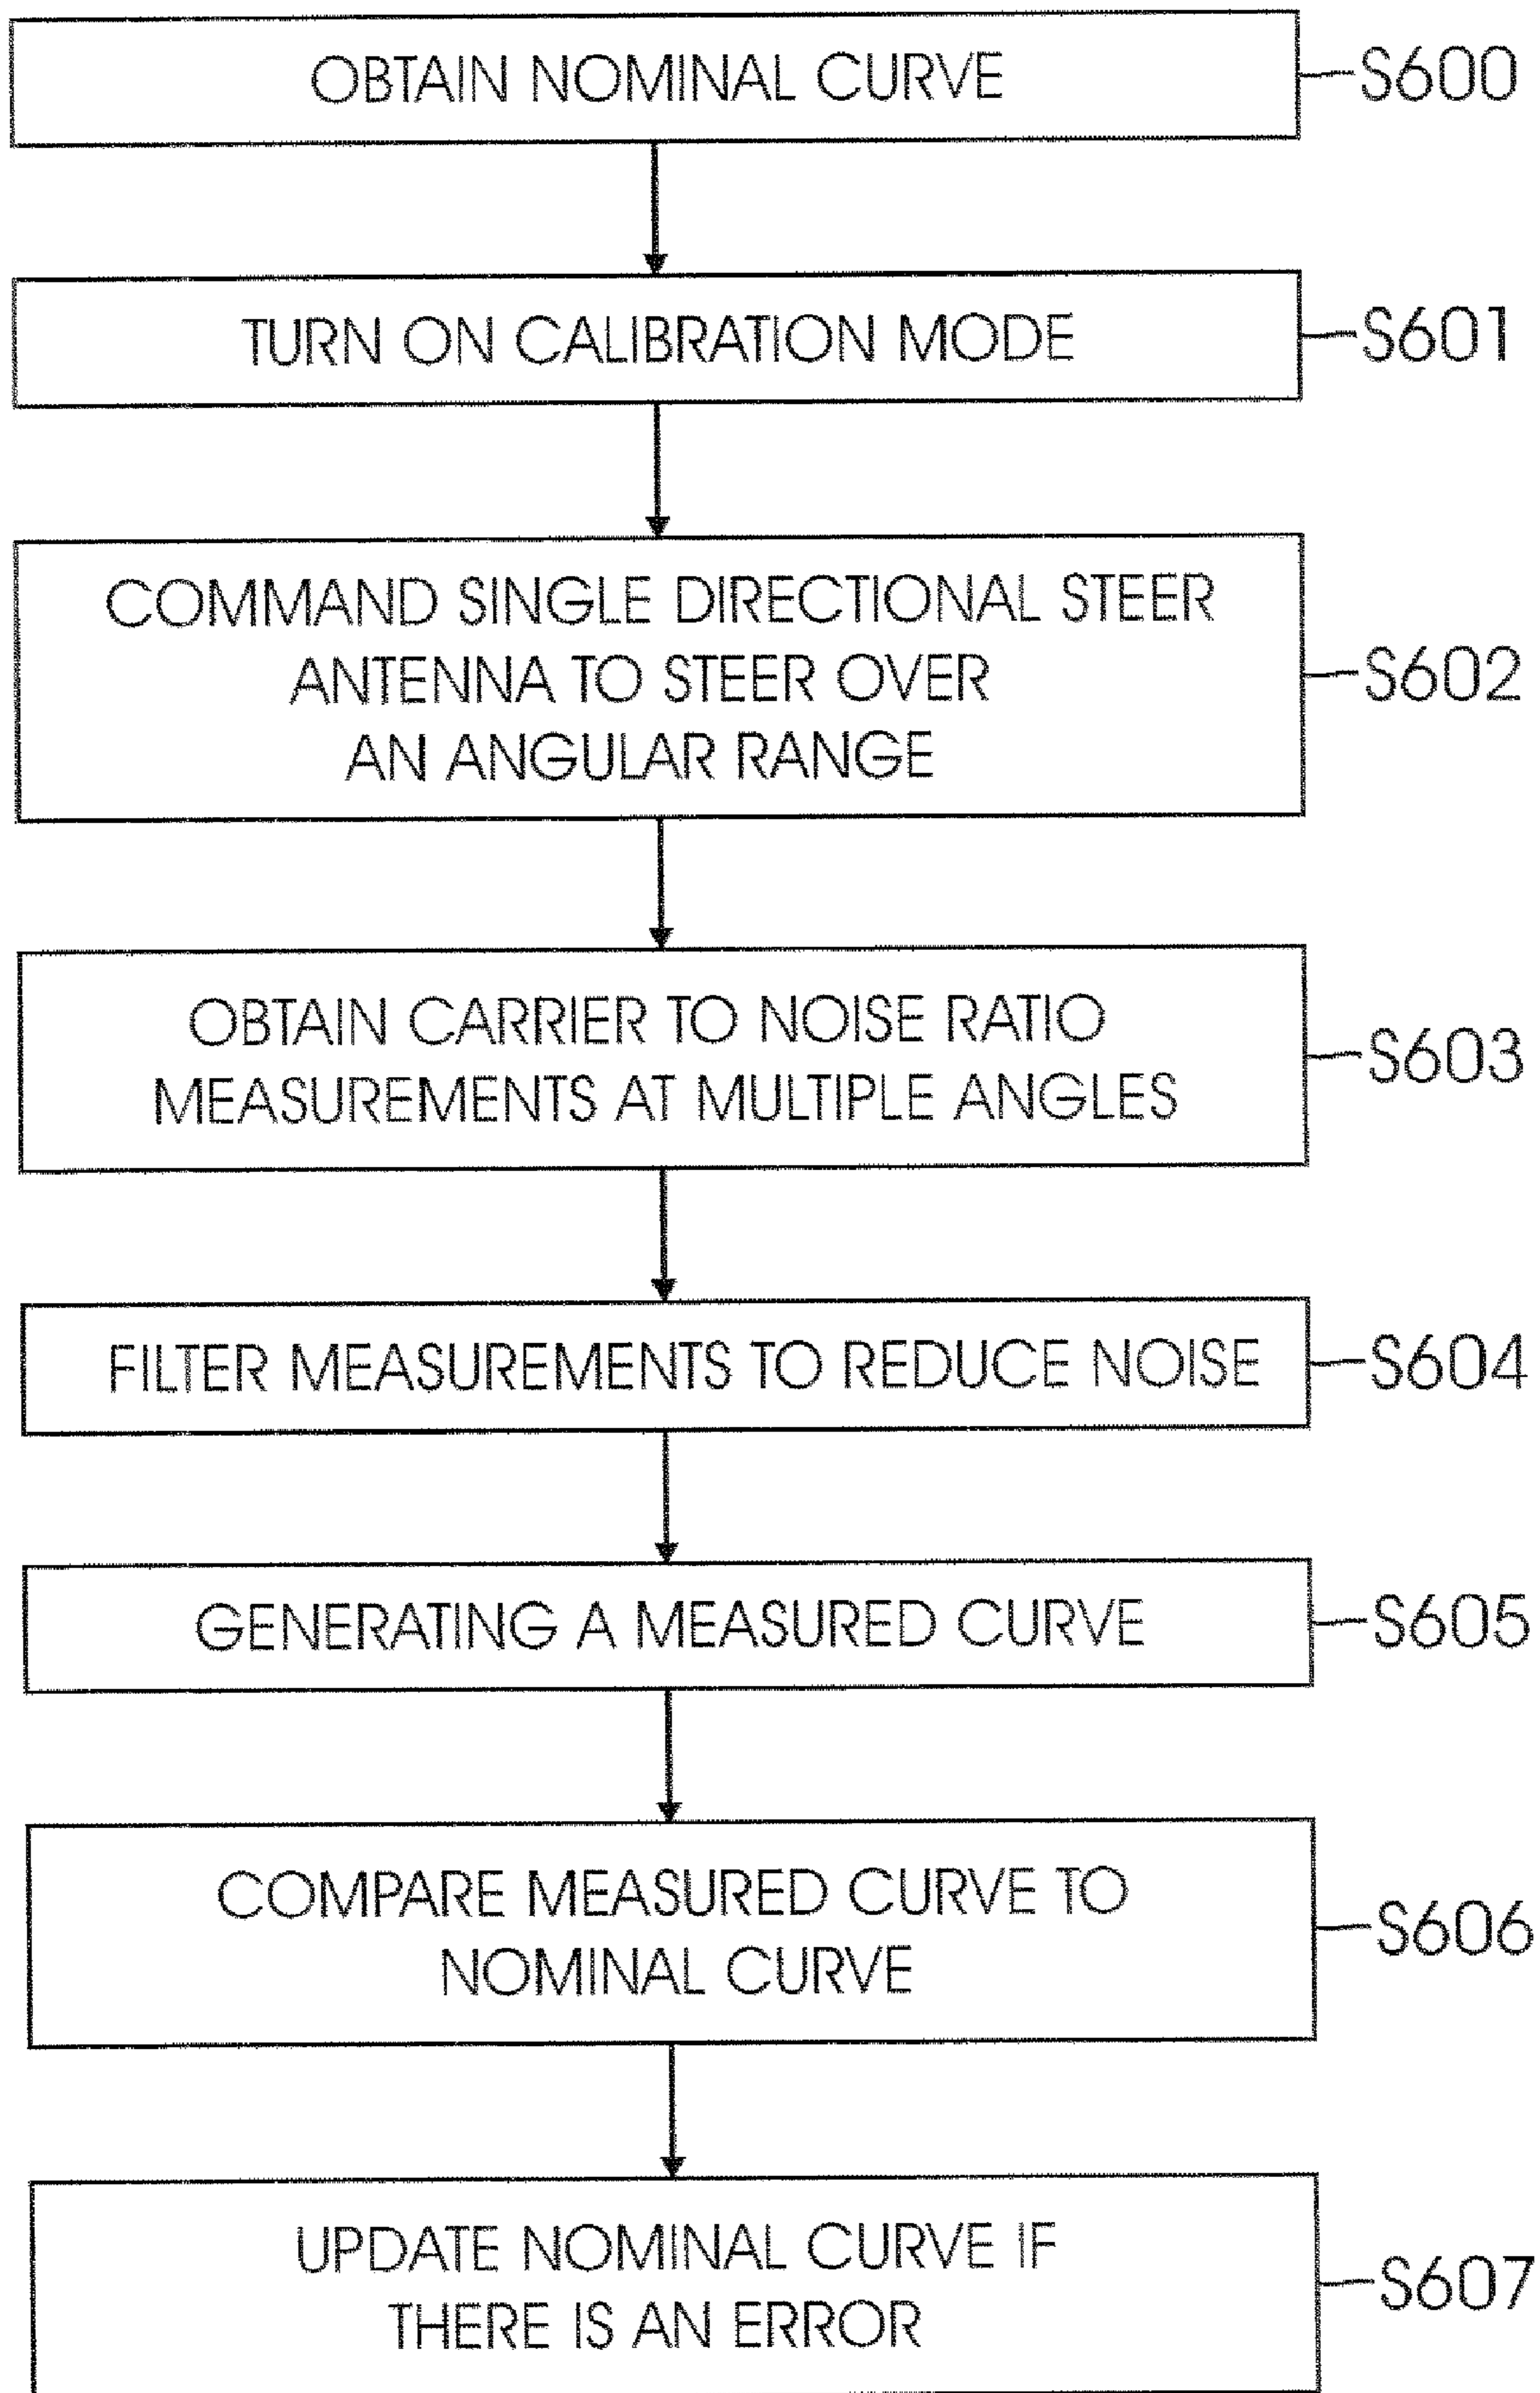 OBTAIN NOMINAL CURVE
S600
TURN ON CALIBRATION MODE
S601
COMMAND SINGLE DIRECTIONAL STEER
ANTENNA TO STEER OVER
AN ANGULAR RANGE
S602
OBTAIN CARRIER TO NOISE RATIO
MEASUREMENTS AT MULTIPLE ANGLES
S603
FILTER MEASUREMENTS TO REDUCE NOISE
S604
GENERATING A MEASURED CURVE
S605
COMPARE MEASURED CURVE TO
NOMINAL CURVE
S606
UPDATE NOMINAL CURVE IF
THERE IS AN ERROR
S607